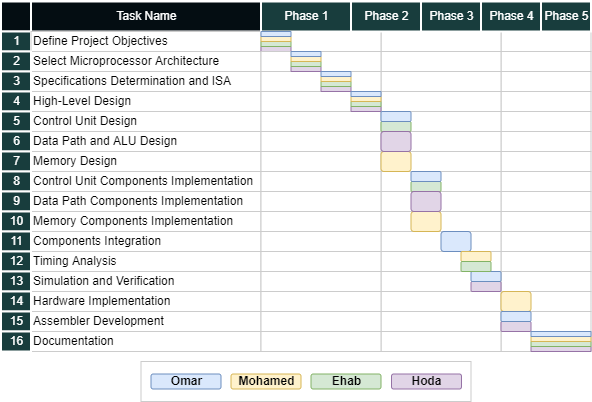 Task Name Phase 1 Phase 2 Phase 3 Phase 4 Phase 5
1 Define Project Objectives
2 Select Microprocessor Architecture
3 Specifications Determination and ISA
4 High-Level Design
5 Control Unit Design
6 Data Path and ALU Design
7 Memory Design
8 Control Unit Components Implementation
9 Data Path Components Implementation
10 Memory Components Implementation
11 Components Integration
12 Timing Analysis
13 Simulation and Verification
14 Hardware Implementation
15 Assembler Development
16 Documentation
Omar Mohamed Ehab Hoda